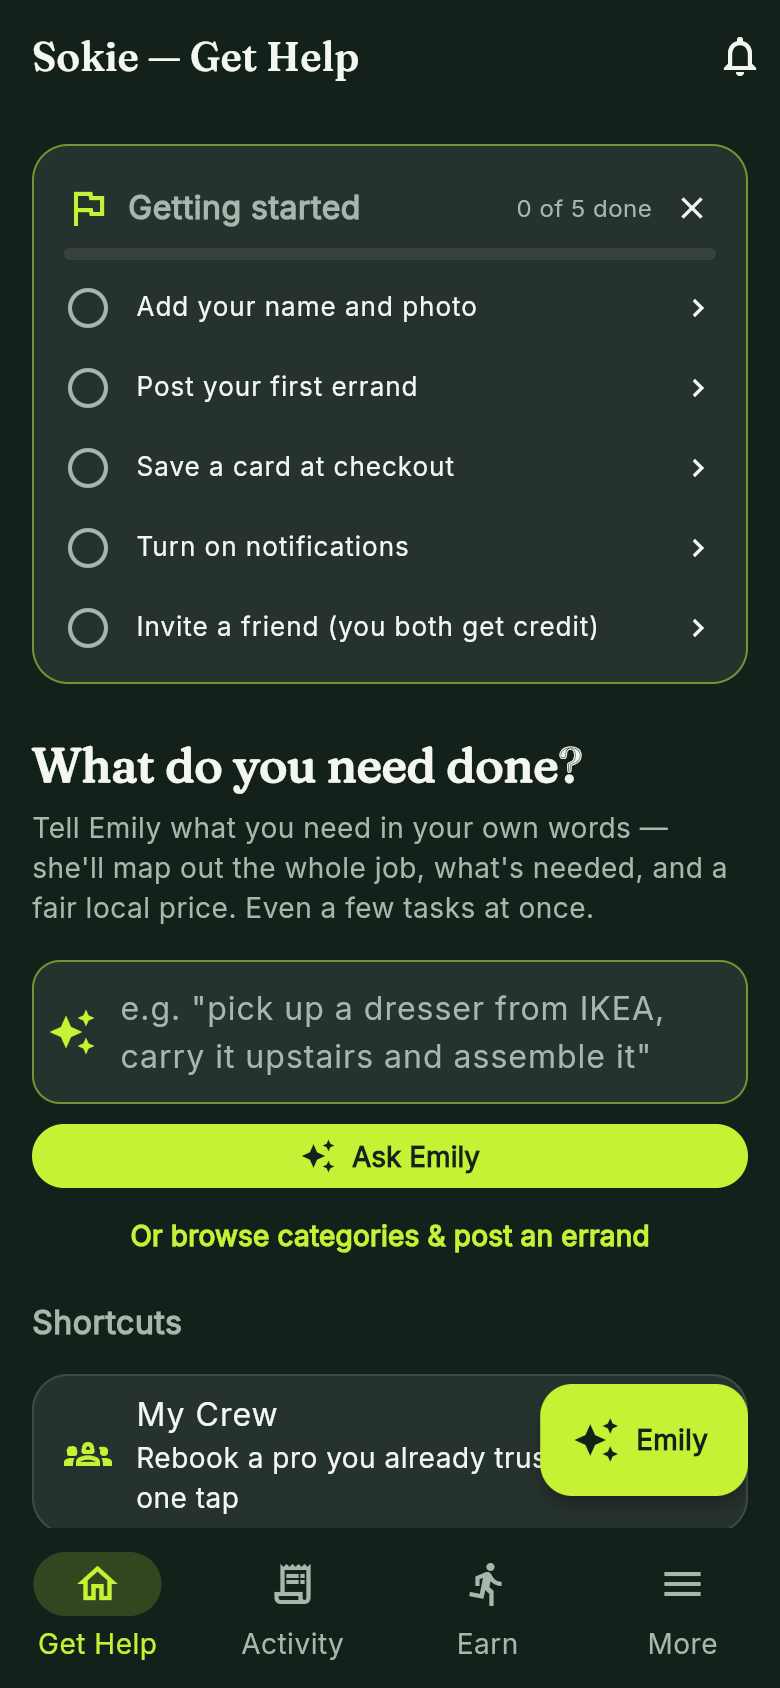 Sokie — Get Help
Getting started
0 of 5 done
Add your name and photo
Post your first errand
Save a card at checkout
Turn on notifications
Invite a friend (you both get credit)
What do you need done?
Tell Emily what you need in your own words —
she'll map out the whole job, what's needed, and a
fair local price. Even a few tasks at once.
e.g. "pick up a dresser from IKEA,
carry it upstairs and assemble it"
Ask Emily
Or browse categories & post an errand
Shortcuts
My Crew
Rebook a pro you already
one tap
Emily
Get Help
Activity
Earn
More